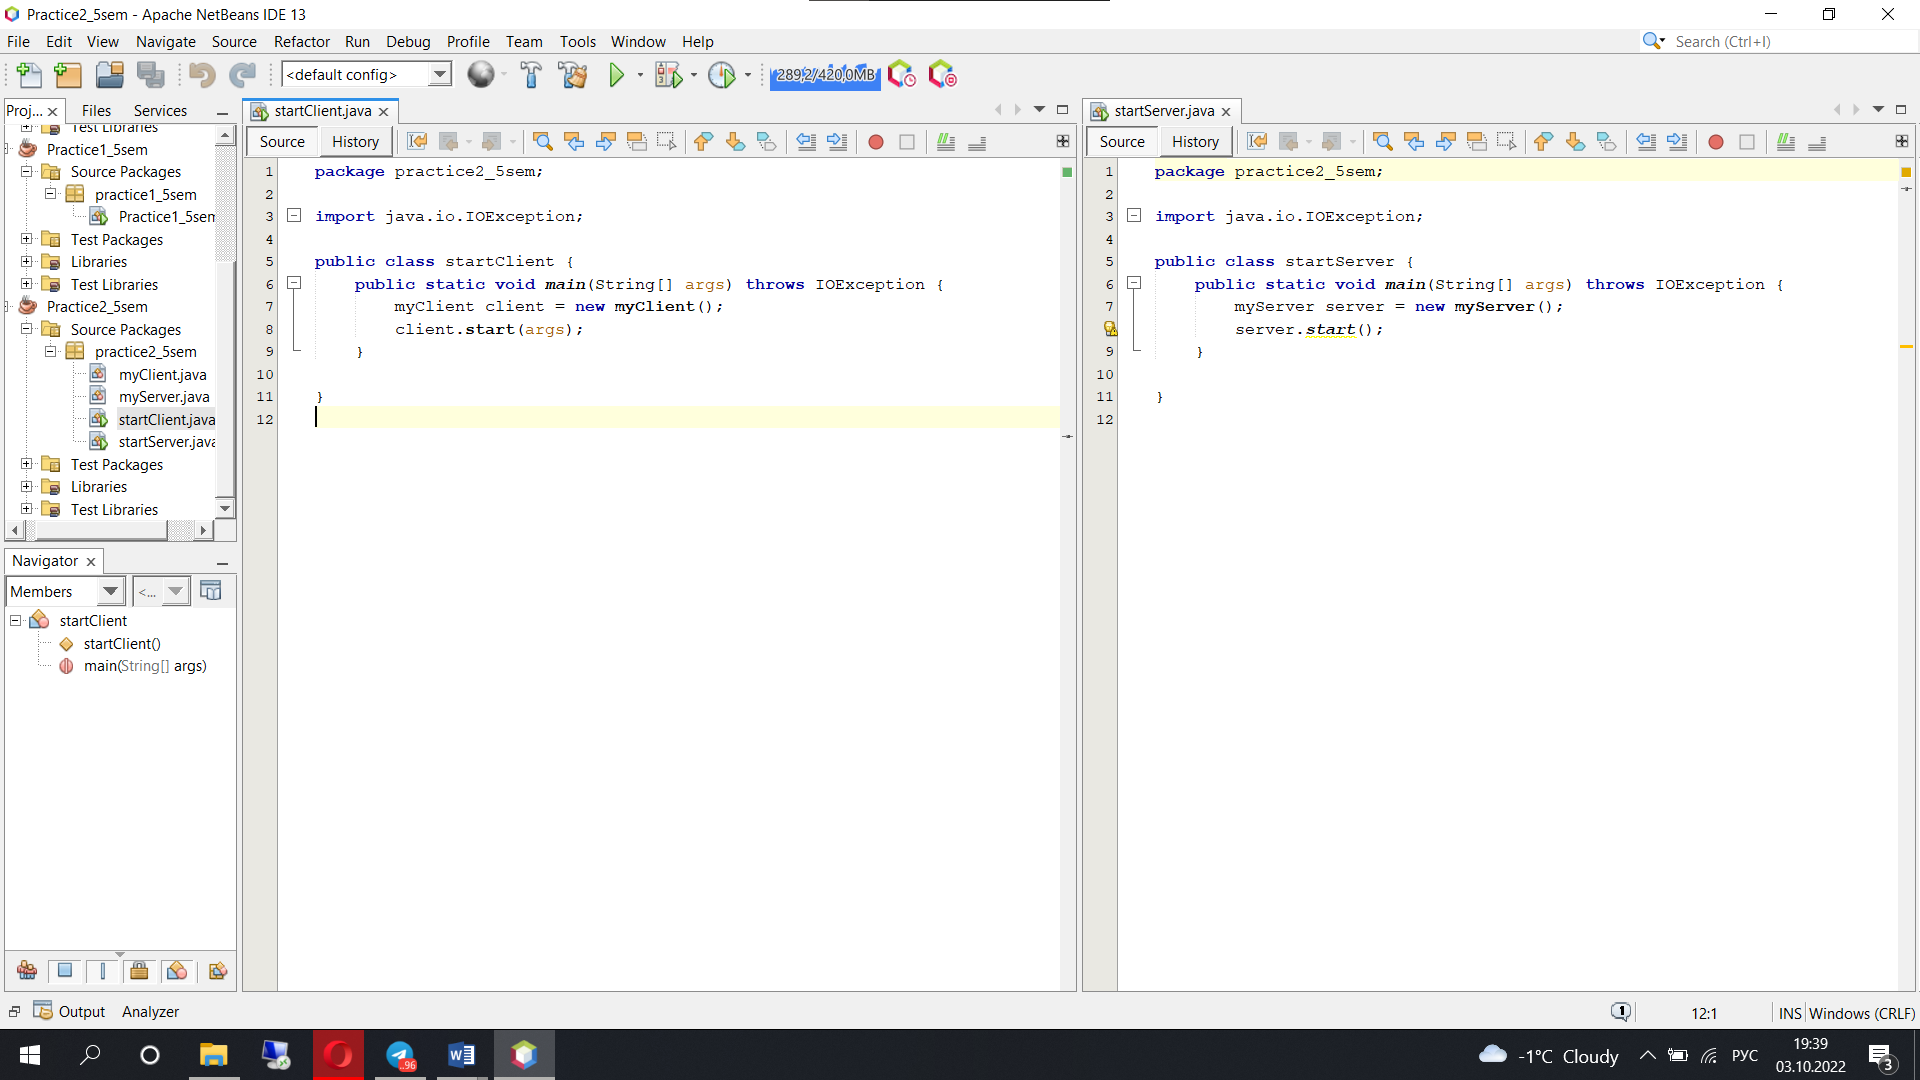 Practice2_5sem - Apache NetBeans IDE 13
File Edit View Navigate Source Refactor Run Debug Profile Team Tools Window Help
Search (Ctrl+I)
<default config>
289,2/420,0MB
Proj... Files Services
Test Libraries
Practice1_5sem
Source Packages
practice1_5sem
Practice1_5sem
Test Packages
Libraries
Test Libraries
Practice2_5sem
Source Packages
practice2_5sem
myClient.java
myServer.java
startClient.java
startServer.java
Test Packages
Libraries
Test Libraries
Navigator
Members <...
startClient
startClient()
main(String[] args)
startClient.java
Source History
1 package practice2_5sem;
2
3 import java.io.IOException;
4
5 public class startClient {
6 public static void main(String[] args) throws IOException {
7 myClient client = new myClient();
8 client.start(args);
9 }
10
11 }
12
startServer.java
Source History
1 package practice2_5sem;
2
3 import java.io.IOException;
4
5 public class startServer {
6 public static void main(String[] args) throws IOException {
7 myServer server = new myServer();
server.start();
9 }
10
11 }
12
Output Analyzer
1
12:1
INS Windows (CRLF)
..96
-1°C Cloudy
РУС
19:39
03.10.2022
3